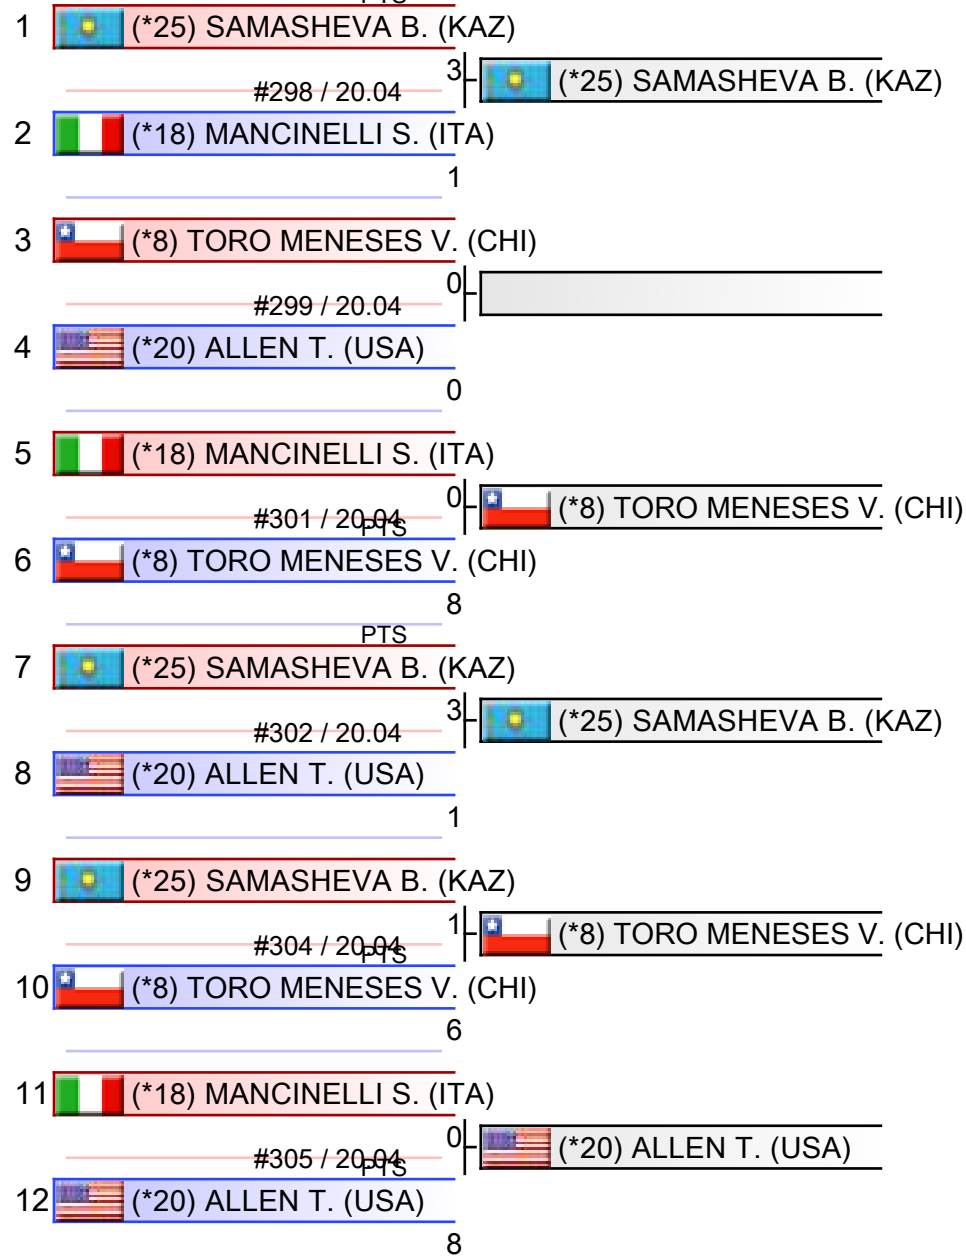 PTS
1 (*25) SAMASHEVA B. (KAZ)
3 (*25) SAMASHEVA B. (KAZ)
#298 / 20.04
2 (*18) MANCINELLI S. (ITA)
1
3 (*8) TORO MENESES V. (CHI)
0
#299 / 20.04
4 (*20) ALLEN T. (USA)
0
5 (*18) MANCINELLI S. (ITA)
0 (*8) TORO MENESES V. (CHI)
#301 / 20.04
PTS
6 (*8) TORO MENESES V. (CHI)
8
PTS
7 (*25) SAMASHEVA B. (KAZ)
3 (*25) SAMASHEVA B. (KAZ)
#302 / 20.04
8 (*20) ALLEN T. (USA)
1
9 (*25) SAMASHEVA B. (KAZ)
1 (*8) TORO MENESES V. (CHI)
#304 / 20.04
PTS
10 (*8) TORO MENESES V. (CHI)
6
11 (*18) MANCINELLI S. (ITA)
0 (*20) ALLEN T. (USA)
#305 / 20.04
PTS
12 (*20) ALLEN T. (USA)
8